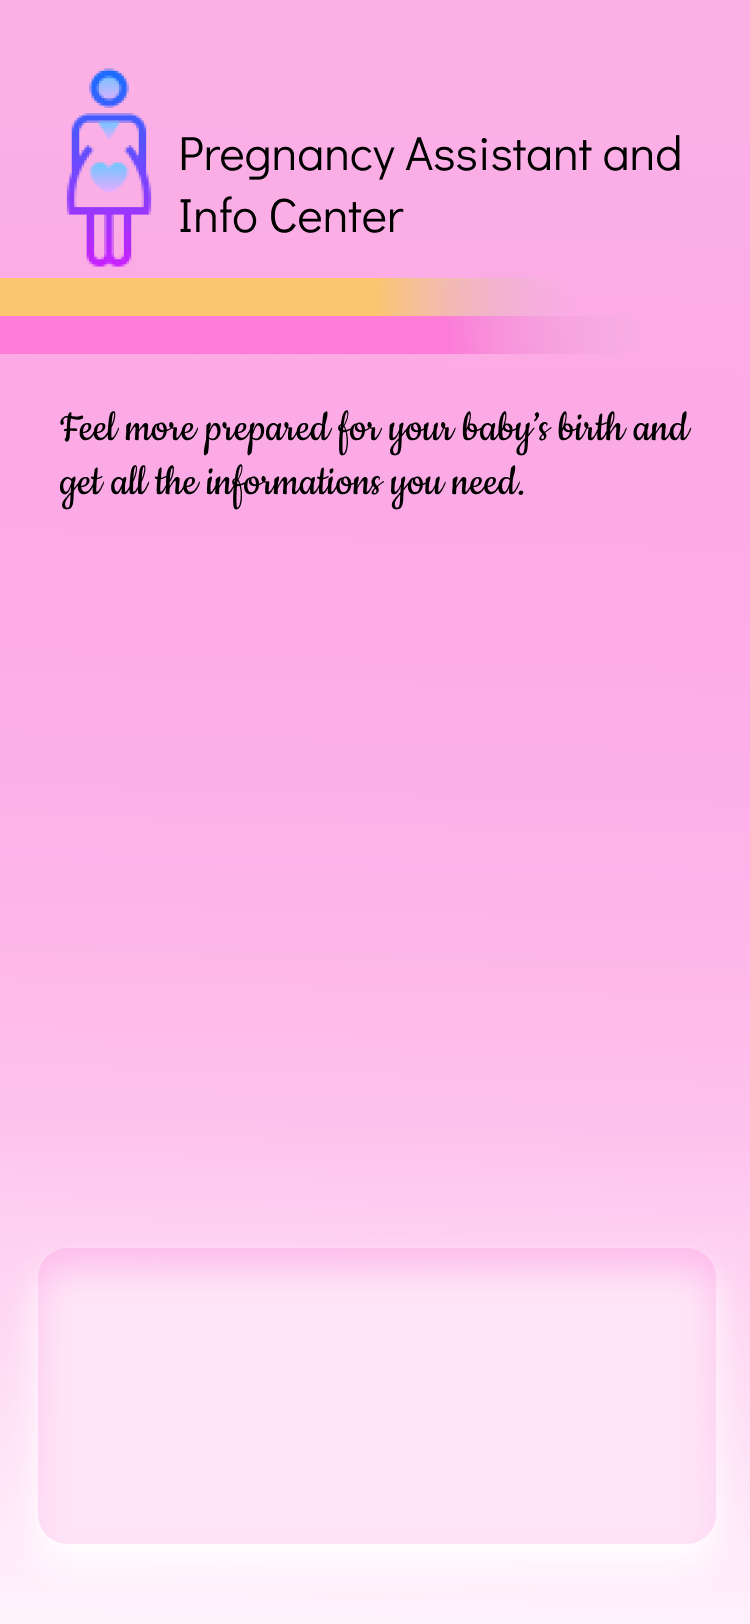 Pregnancy Assistant and
Info Center
Feel more prepared for your baby's birth and
get all the informations you need.